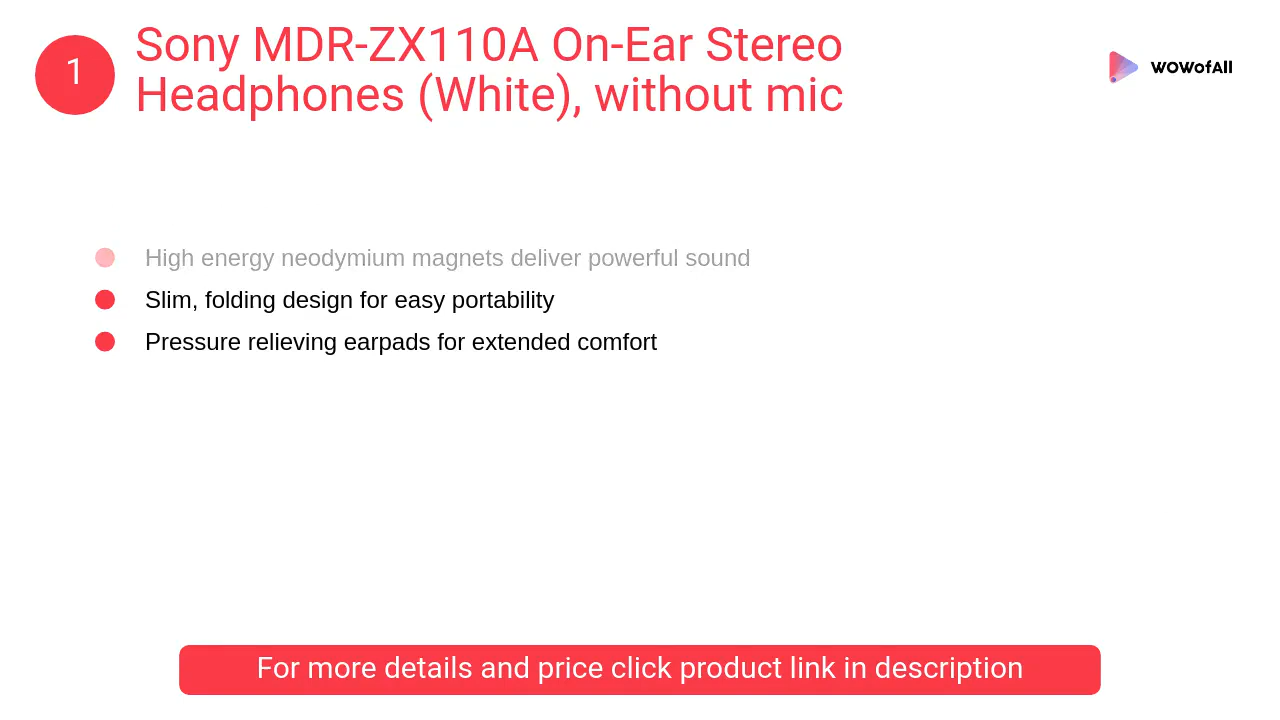 1
Sony MDR-ZX110A On-Ear Stereo
Headphones (White), without mic
WOWofAll
High energy neodymium magnets deliver powerful sound
Slim, folding design for easy portability
Pressure relieving earpads for extended comfort
For more details and price click product link in description